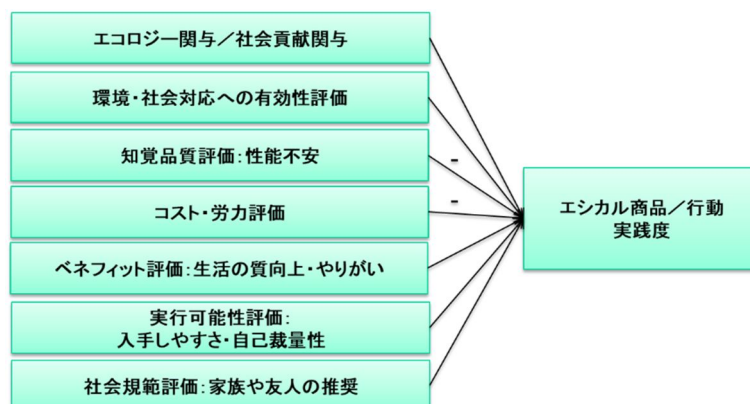 エコロジー関与／社会貢献関与
環境・社会対応への有効性評価
知覚品質評価：性能不安
-
コスト・労力評価
-
ベネフィット評価：生活の質向上・やりがい
実行可能性評価：
入手しやすさ・自己裁量性
社会規範評価：家族や友人の推奨
エシカル商品／行動
実践度